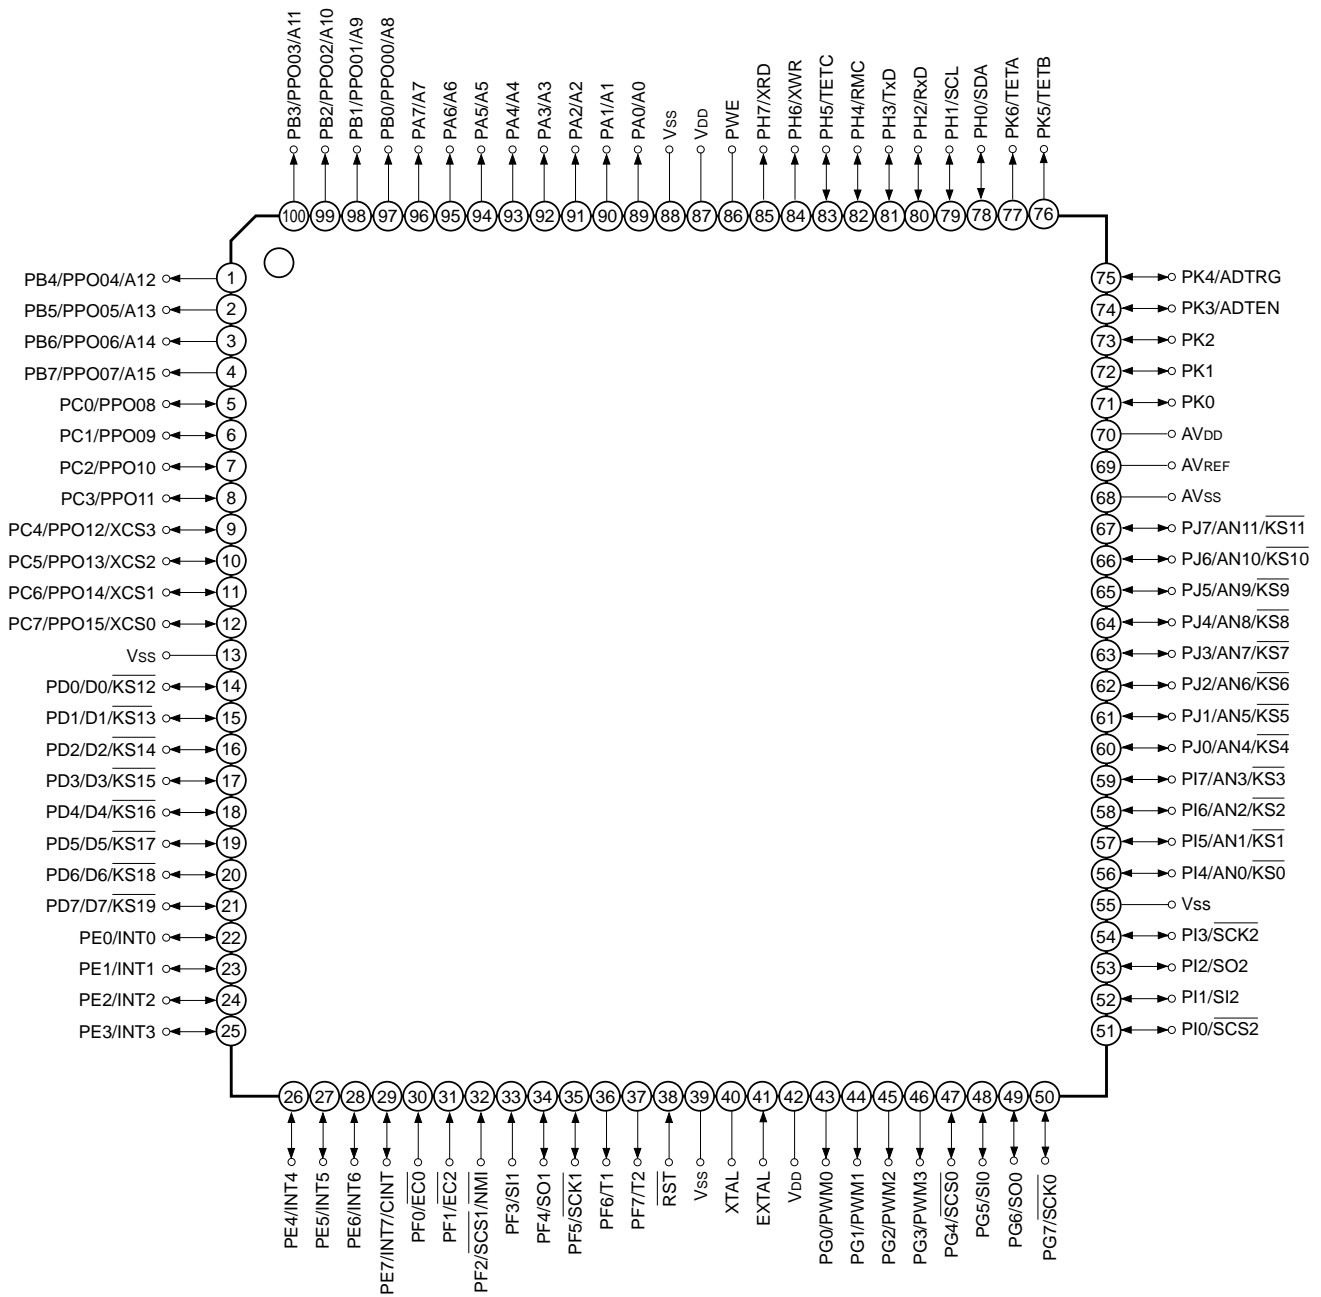 PB3/PPO03/A11
PB2/PPO02/A10
PB1/PPO01/A9
PB0/PPO00/A8
PA7/A7
PA6/A6
PA5/A5
PA4/A4
PA3/A3
PA2/A2
PA1/A1
PA0/A0
Vss
VDD
PWE
PH7/XRD
PH6/XWR
PH5/TETC
PH4/RMC
PH3/TxD
PH2/RxD
PH1/SCL
PH0/SDA
PK6/TETA
PK5/TETB
100 99 98 97 96 95 94 93 92 91 90 89 88 87 86 85 84 83 82 81 80 79 78 77 76
PB4/PPO04/A12 1
PB5/PPO05/A13 2
PB6/PPO06/A14 3
PB7/PPO07/A15 4
PC0/PPO08 5
PC1/PPO09 6
PC2/PPO10 7
PC3/PPO11 8
PC4/PPO12/XCS3 9
PC5/PPO13/XCS2 10
PC6/PPO14/XCS1 11
PC7/PPO15/XCS0 12
Vss 13
PD0/D0/KS12 14
PD1/D1/KS13 15
PD2/D2/KS14 16
PD3/D3/KS15 17
PD4/D4/KS16 18
PD5/D5/KS17 19
PD6/D6/KS18 20
PD7/D7/KS19 21
PE0/INT0 22
PE1/INT1 23
PE2/INT2 24
PE3/INT3 25
75 PK4/ADTRG
74 PK3/ADTEN
73 PK2
72 PK1
71 PK0
70 AVDD
69 AVREF
68 AVss
67 PJ7/AN11/KS11
66 PJ6/AN10/KS10
65 PJ5/AN9/KS9
64 PJ4/AN8/KS8
63 PJ3/AN7/KS7
62 PJ2/AN6/KS6
61 PJ1/AN5/KS5
60 PJ0/AN4/KS4
59 PI7/AN3/KS3
58 PI6/AN2/KS2
57 PI5/AN1/KS1
56 PI4/AN0/KS0
55 Vss
54 PI3/SCK2
53 PI2/SO2
52 PI1/SI2
51 PI0/SCS2
26 27 28 29 30 31 32 33 34 35 36 37 38 39 40 41 42 43 44 45 46 47 48 49 50
PE4/INT4
PE5/INT5
PE6/INT6
PE7/INT7/CINT
PF0/EC0
PF1/EC2
PF2/SCS1/NMI
PF3/SI1
PF4/SO1
PF5/SCK1
PF6/T1
PF7/T2
RST
Vss
XTAL
EXTAL
VDD
PG0/PWM0
PG1/PWM1
PG2/PWM2
PG3/PWM3
PG4/SCS0
PG5/SI0
PG6/SO0
PG7/SCK0